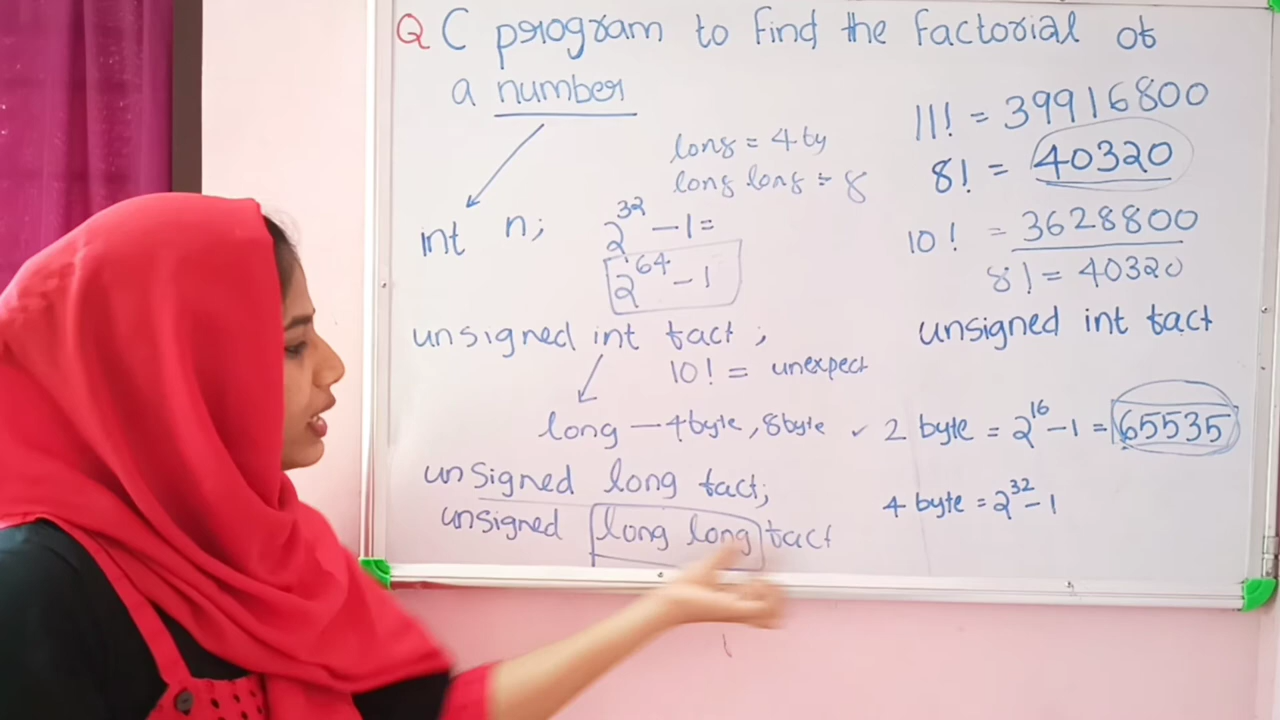 Q C program to find the factorial of
a number
long = 4 by
long long = 8
int n;
2^32 - 1 =
2^64 - 1
unsigned int fact ;
10! = unexpect
long — 4byte, 8byte
unsigned long fact;
unsigned long long fact
11! = 39916800
8! = 40320
10! = 3628800
8! = 40320
unsigned int fact
✓ 2 byte = 2^16 - 1 = 65535
4 byte = 2^32 - 1